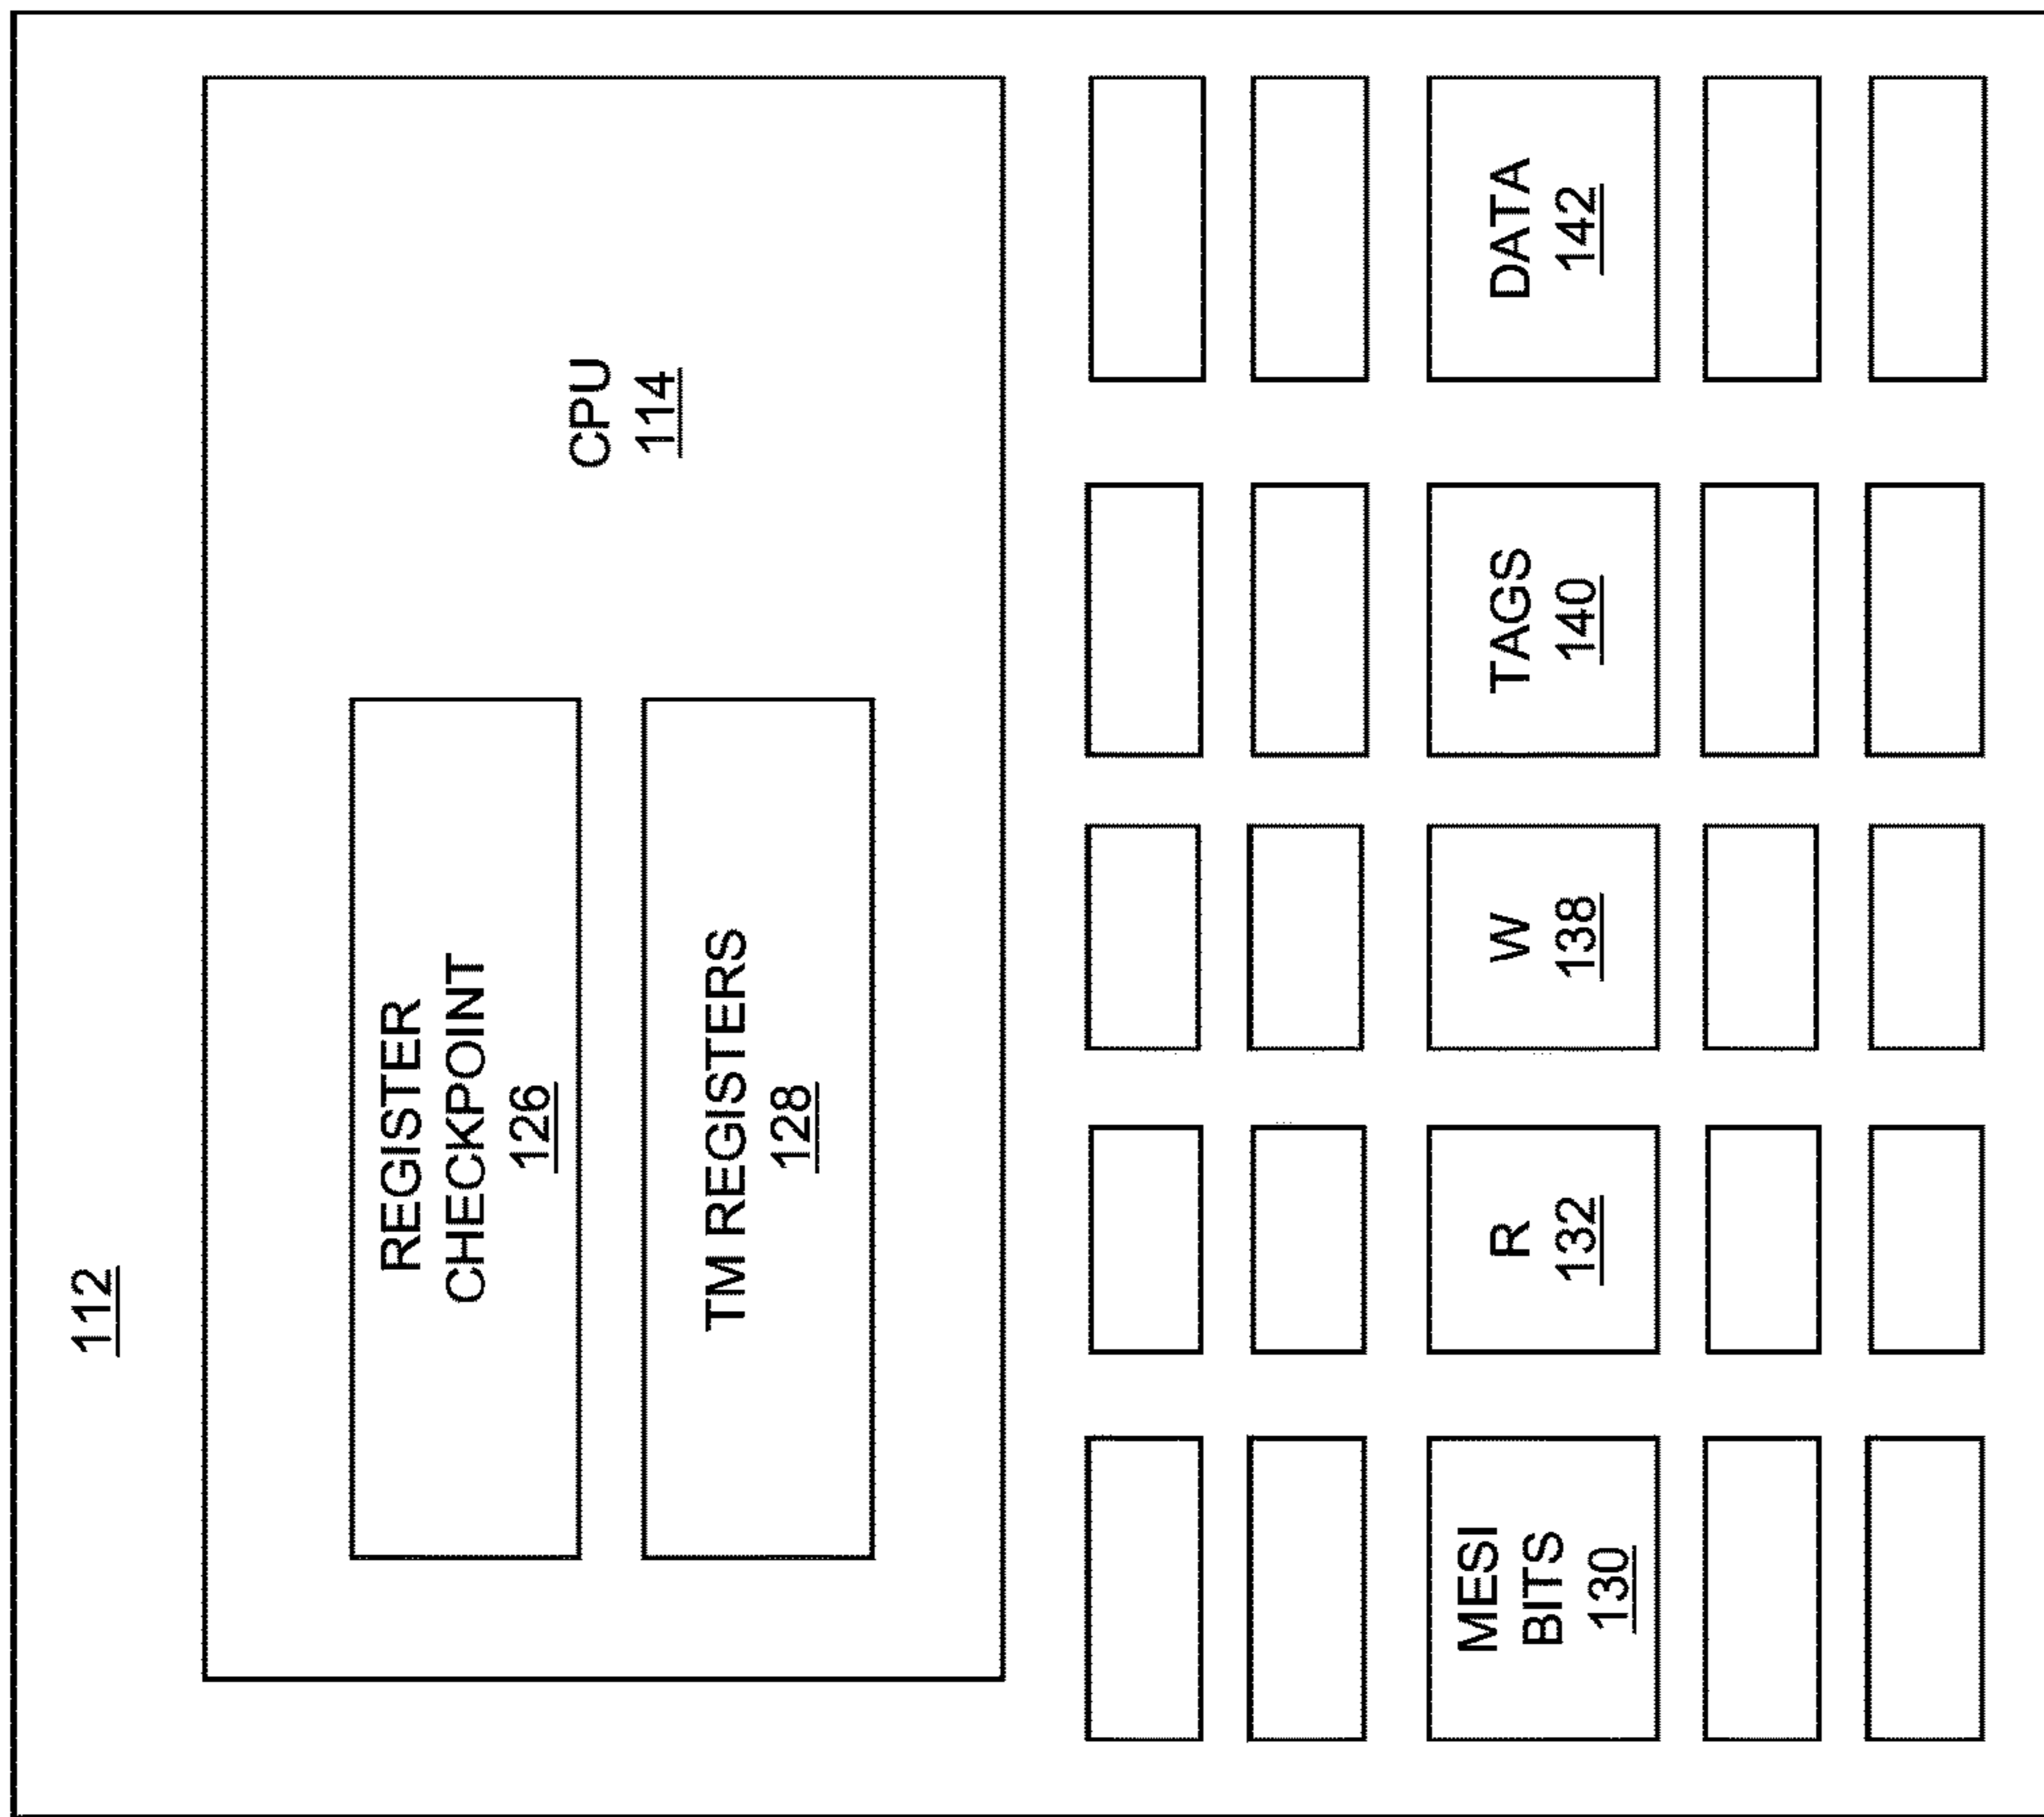 112
REGISTER
CHECKPOINT
126
TM REGISTERS
128
CPU
114
MESI
BITS
130
R
132
W
138
TAGS
140
DATA
142